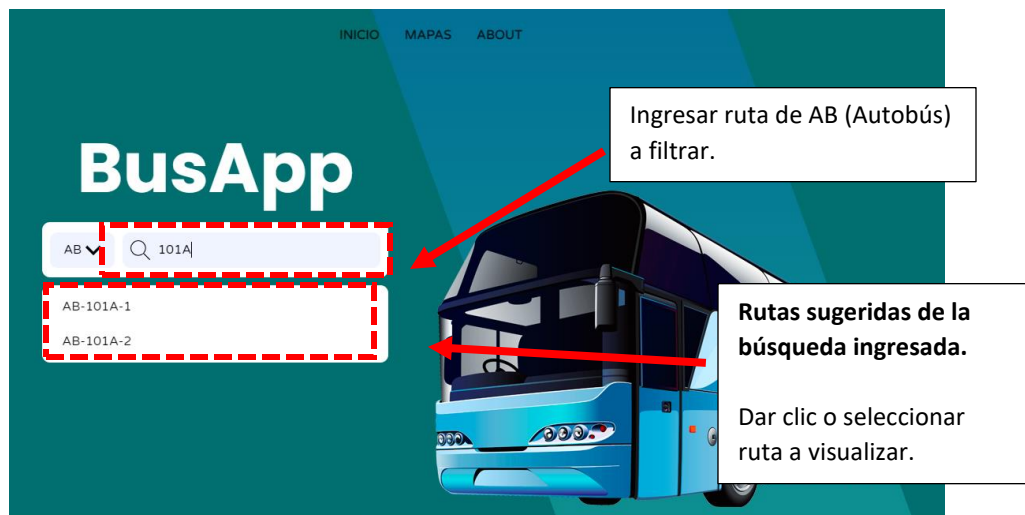 INICIO MAPAS ABOUT
Ingresar ruta de AB (Autobús)
a filtrar.
BusApp
AB 101A
AB-101A-1
AB-101A-2
Rutas sugeridas de la
búsqueda ingresada.
Dar clic o seleccionar
ruta a visualizar.